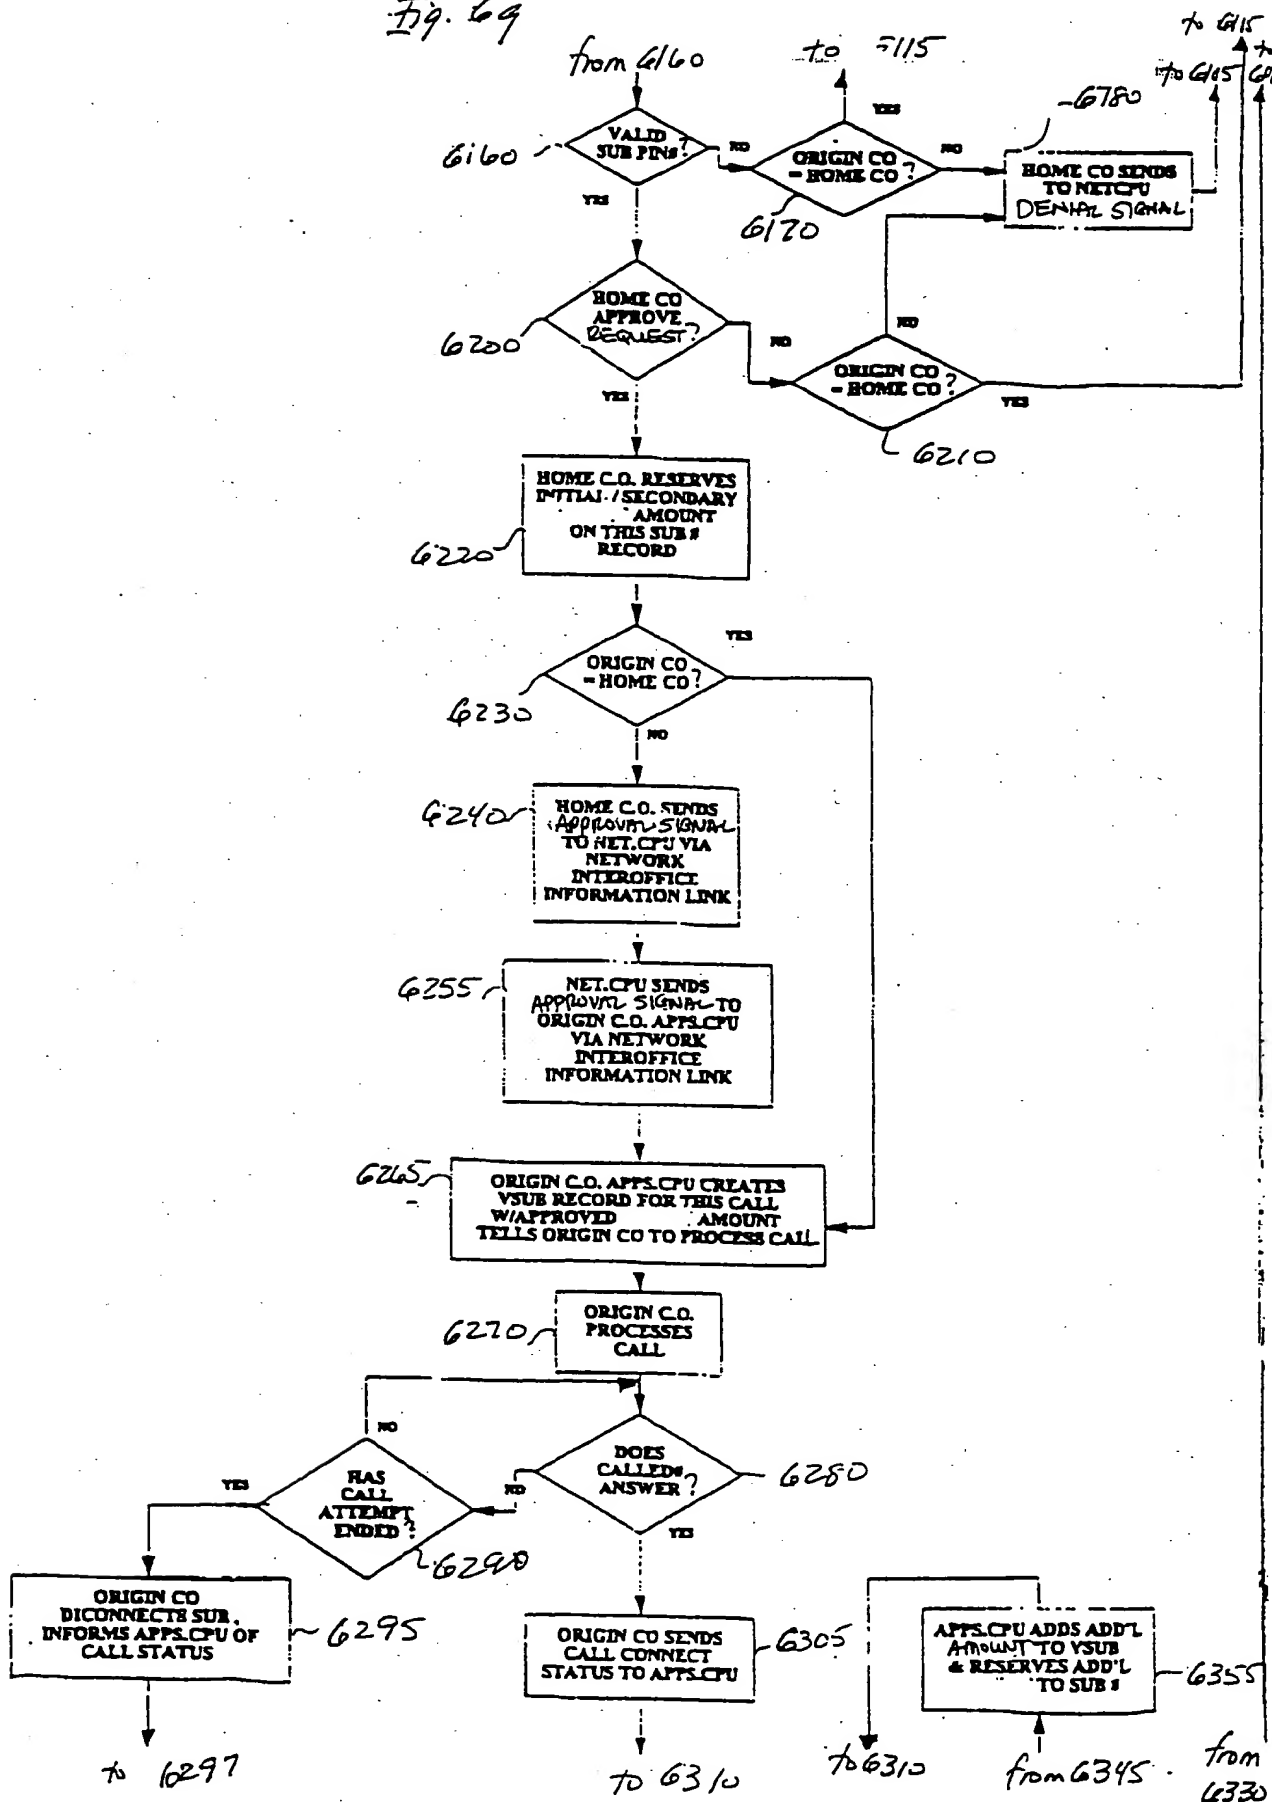 Fig. 6g
from 6160
VALID
SUB PIN#?
6160
NO
YES
YES
ORIGIN CO
= HOME CO?
6170
NO
6780
HOME CO SENDS
TO NETCPU
DENIAL SIGNAL
to 6115
to 6105
HOME CO
APPROVE
REQUEST?
6200
NO
YES
NO
ORIGIN CO
= HOME CO?
YES
6210
HOME C.O. RESERVES
INITIAL/SECONDARY
AMOUNT
ON THIS SUB #
RECORD
6220
ORIGIN CO
= HOME CO?
YES
6230
NO
HOME C.O. SENDS
APPROVAL SIGNAL
TO NET.CPU VIA
NETWORK
INTEROFFICE
INFORMATION LINK
6240
NET.CPU SENDS
APPROVAL SIGNAL TO
ORIGIN C.O. APPS.CPU
VIA NETWORK
INTEROFFICE
INFORMATION LINK
6255
ORIGIN C.O. APPS.CPU CREATES
VSUB RECORD FOR THIS CALL
W/APPROVED AMOUNT
TELLS ORIGIN CO TO PROCESS CALL
6265
ORIGIN C.O.
PROCESSES
CALL
6270
NO
DOES
CALLED#
ANSWER?
6280
NO
YES
YES
HAS
CALL
ATTEMPT
ENDED?
6290
ORIGIN CO
DICONNECTS SUB.
INFORMS APPS.CPU OF
CALL STATUS
6295
ORIGIN CO SENDS
CALL CONNECT
STATUS TO APPS.CPU
6305
APPS.CPU ADDS ADD'L
AMOUNT TO VSUB
& RESERVES ADD'L
TO SUB #
6355
to 6297
to 6310
to 6310
from 6345
from
6330